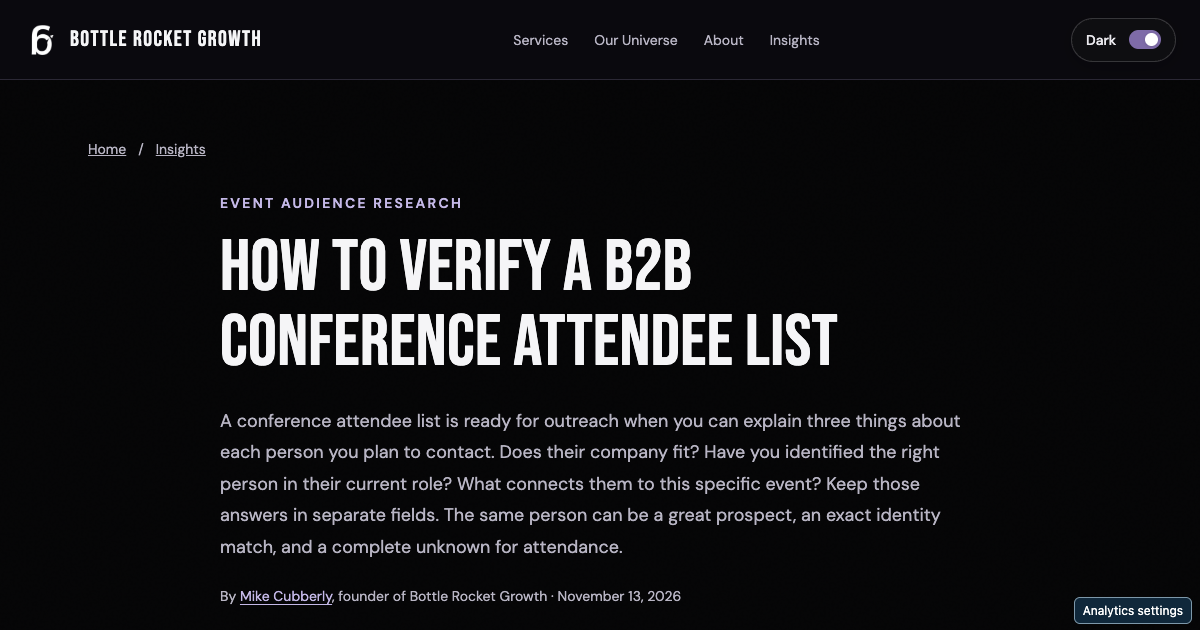 BOTTLE ROCKET GROWTH
Services
Our Universe
About
Insights
Dark
Home / Insights
EVENT AUDIENCE RESEARCH
HOW TO VERIFY A B2B
CONFERENCE ATTENDEE LIST
A conference attendee list is ready for outreach when you can explain three things about
each person you plan to contact. Does their company fit? Have you identified the right
person in their current role? What connects them to this specific event? Keep those
answers in separate fields. The same person can be a great prospect, an exact identity
match, and a complete unknown for attendance.
By Mike Cubberly, founder of Bottle Rocket Growth · November 13, 2026
Analytics settings